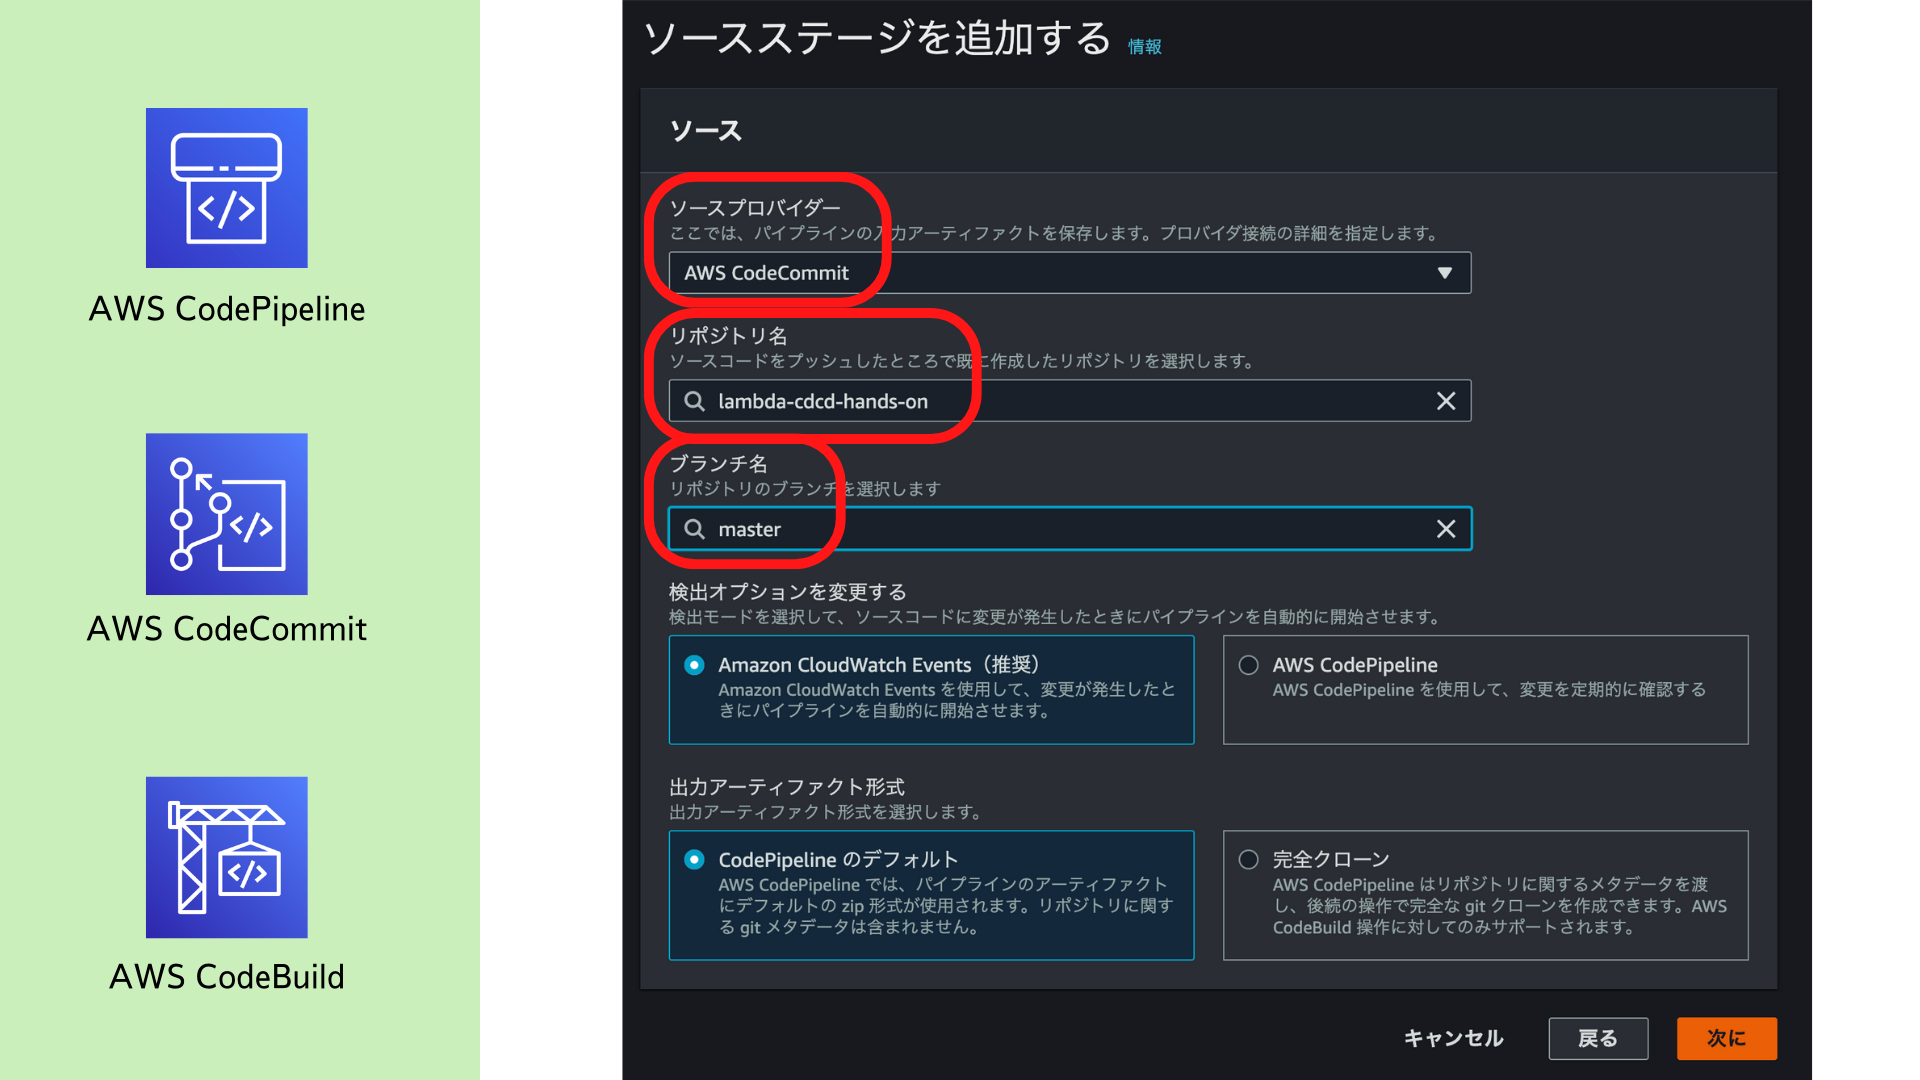 AWS CodePipeline
AWS CodeCommit
AWS CodeBuild
ソースステージを追加する 情報
ソース
ソースプロバイダー
ここでは、パイプラインの入力アーティファクトを保存します。プロバイダ接続の詳細を指定します。
AWS CodeCommit
リポジトリ名
ソースコードをプッシュしたところで既に作成したリポジトリを選択します。
lambda-cdcd-hands-on
ブランチ名
リポジトリのブランチを選択します
master
検出オプションを変更する
検出モードを選択して、ソースコードに変更が発生したときにパイプラインを自動的に開始させます。
Amazon CloudWatch Events（推奨）
Amazon CloudWatch Events を使用して、変更が発生したと
きにパイプラインを自動的に開始させます。
AWS CodePipeline
AWS CodePipeline を使用して、変更を定期的に確認する
出力アーティファクト形式
出力アーティファクト形式を選択します。
CodePipeline のデフォルト
AWS CodePipeline では、パイプラインのアーティファクト
にデフォルトの zip 形式が使用されます。リポジトリに関す
る git メタデータは含まれません。
完全クローン
AWS CodePipeline はリポジトリに関するメタデータを渡
し、後続の操作で完全な git クローンを作成できます。AWS
CodeBuild 操作に対してのみサポートされます。
キャンセル 戻る 次に